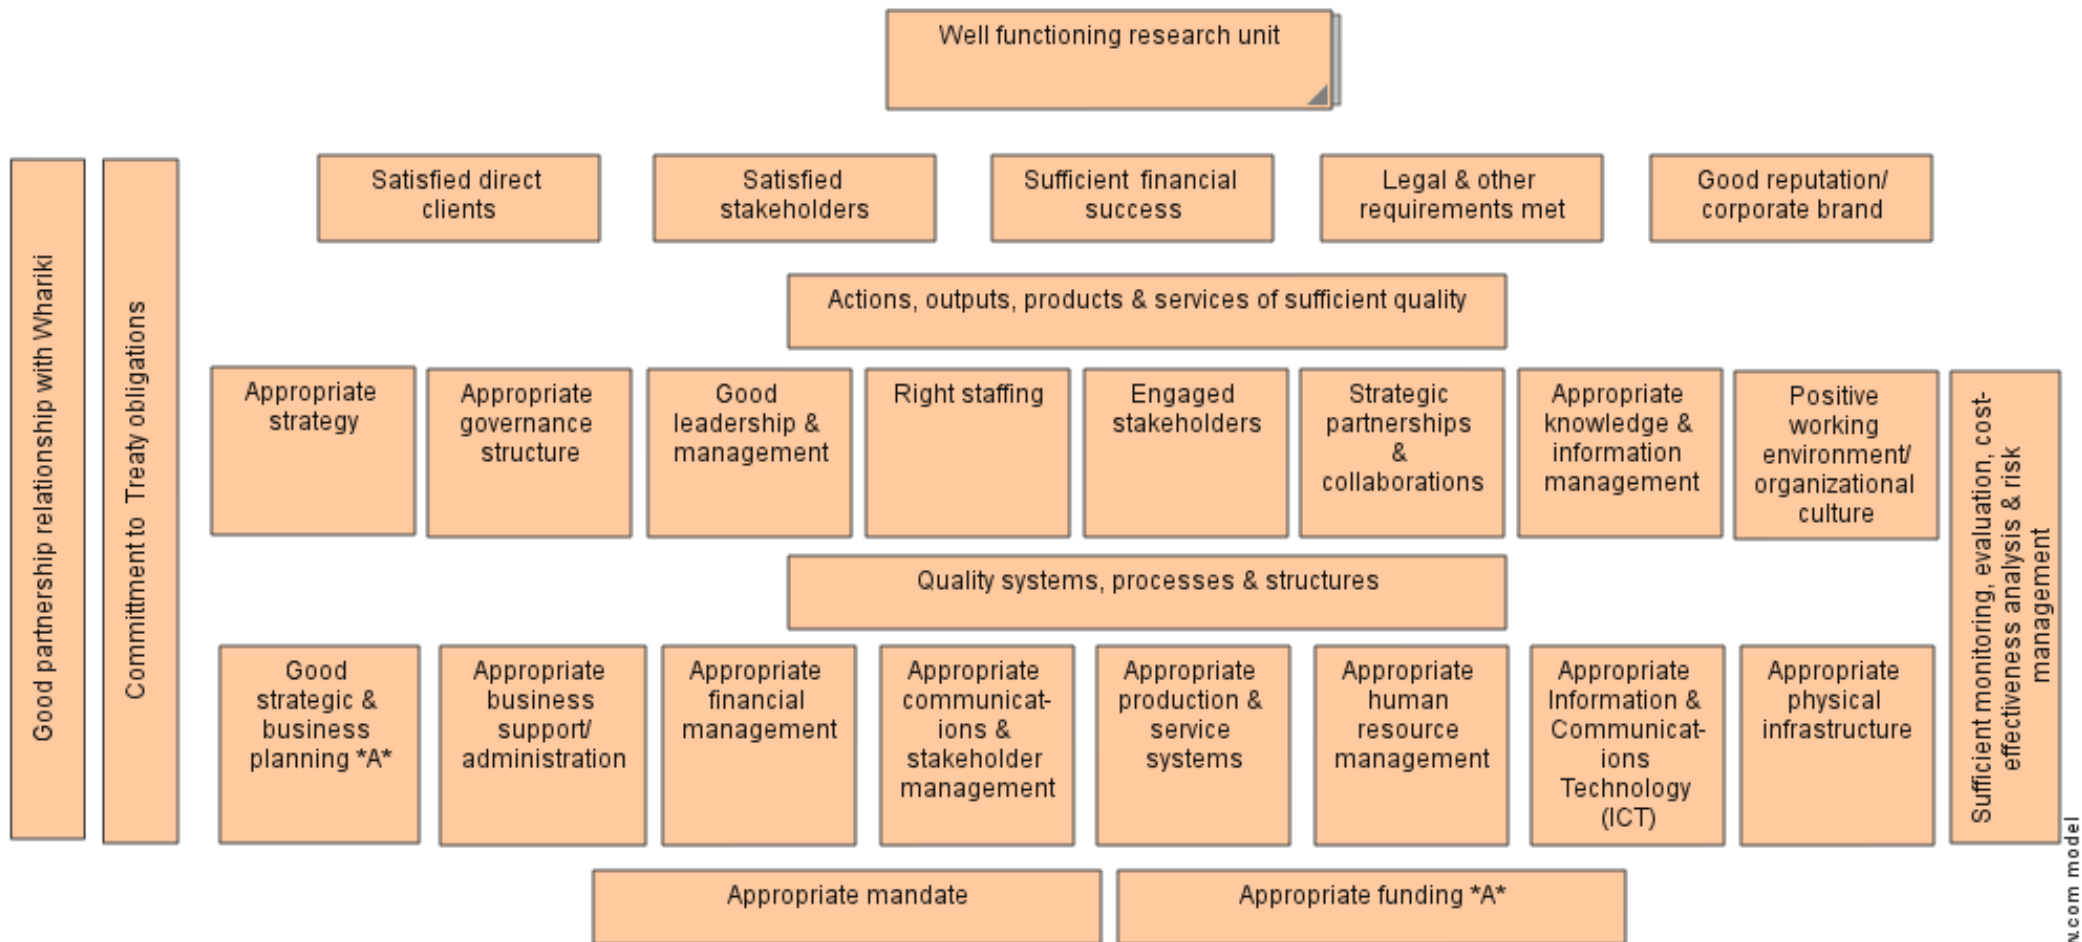 Well functioning research unit
Good partnership relationship with Whariki
Committment to Treaty obligations
Satisfied direct
clients
Satisfied
stakeholders
Sufficient financial
success
Legal & other
requirements met
Good reputation/
corporate brand
Actions, outputs, products & services of sufficient quality
Appropriate
strategy
Appropriate
governance
structure
Good
leadership &
management
Right staffing
Engaged
stakeholders
Strategic
partnerships
&
collaborations
Appropriate
knowledge &
information
management
Positive
working
environment/
organizational
culture
Sufficient monitoring, evaluation, cost-
effectiveness analysis & risk
management
Quality systems, processes & structures
Good
strategic &
business
planning *A*
Appropriate
business
support/
administration
Appropriate
financial
management
Appropriate
communicat-
ions &
stakeholder
management
Appropriate
production &
service
systems
Appropriate
human
resource
management
Appropriate
Information &
Communicat-
ions
Technology
(ICT)
Appropriate
physical
infrastructure
Appropriate mandate
Appropriate funding *A*
.com model